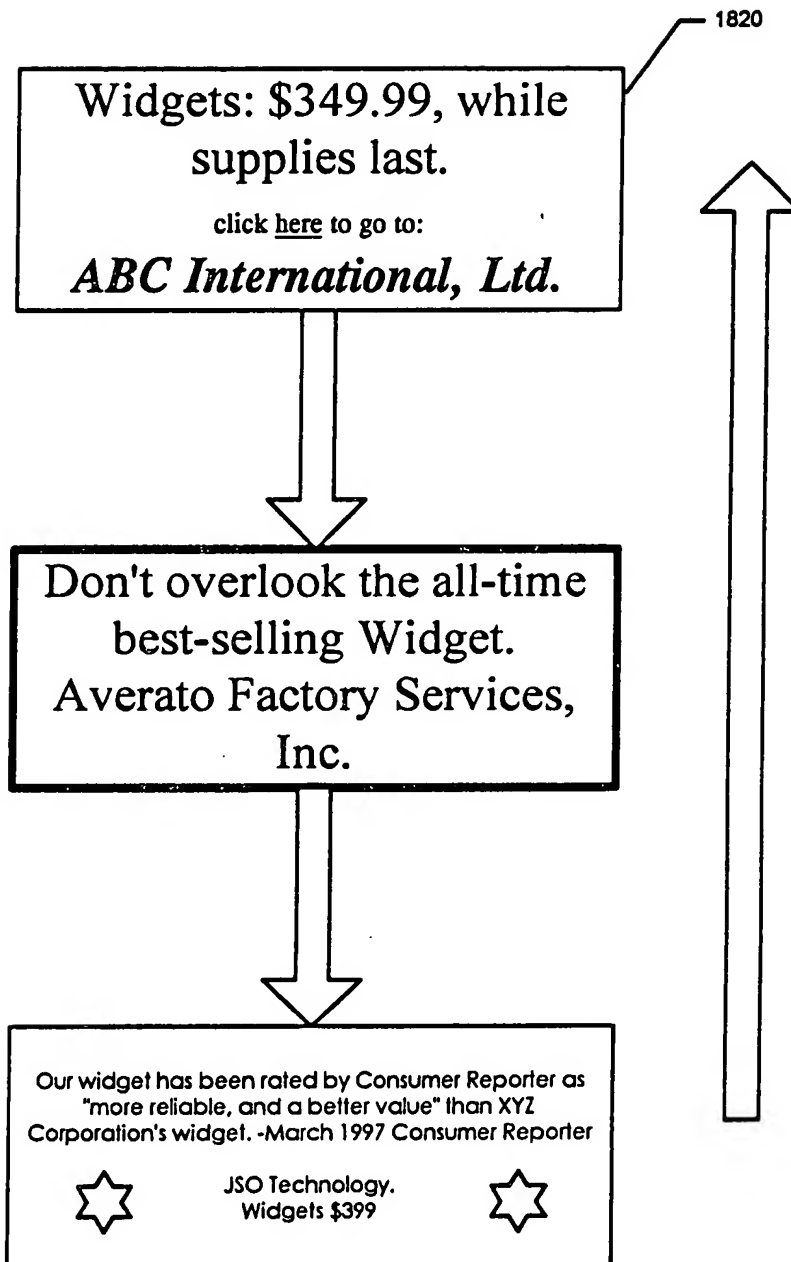 1820
Widgets: $349.99, while
supplies last.
click here to go to:
ABC International, Ltd.
Don't overlook the all-time
best-selling Widget.
Averato Factory Services,
Inc.
Our widget has been rated by Consumer Reporter as
"more reliable, and a better value" than XYZ
Corporation's widget. -March 1997 Consumer Reporter
JSO Technology.
Widgets $399